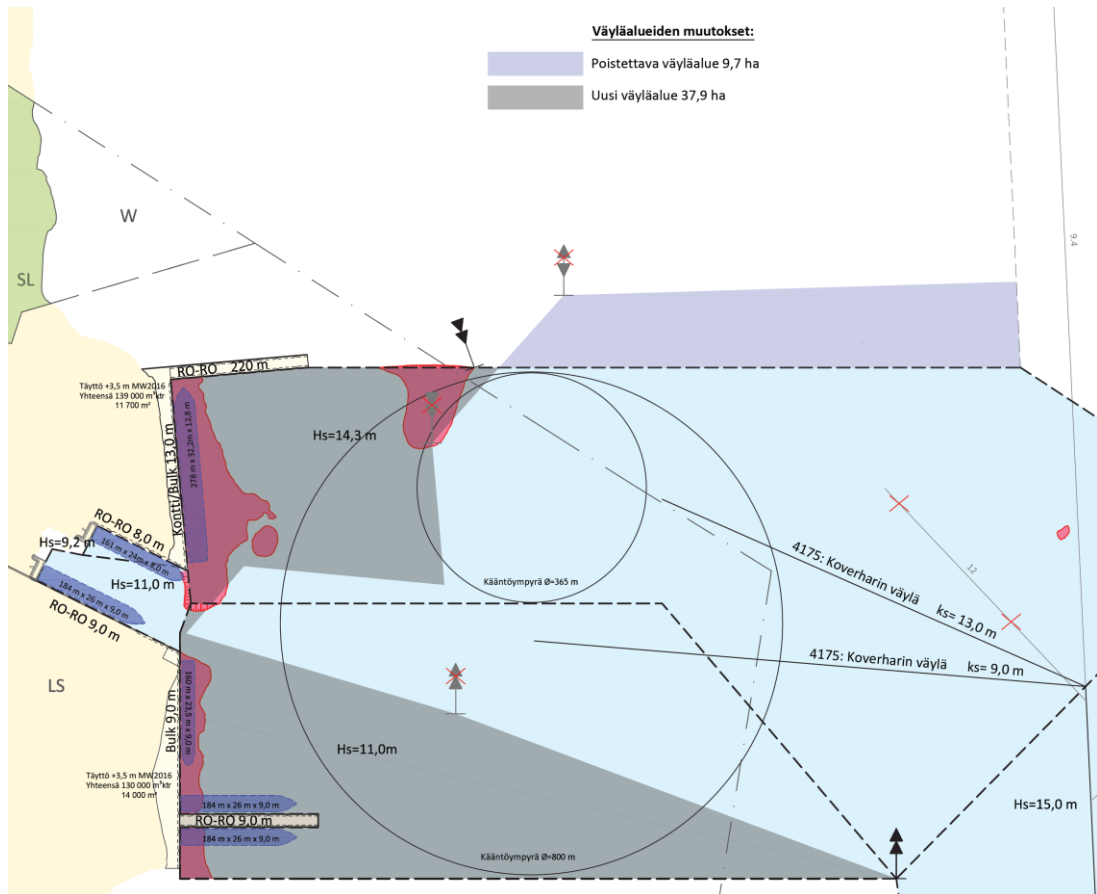 Väyläalueiden muutokset:
Poistettava väyläalue 9,7 ha
Uusi väyläalue 37,9 ha
W
SL
9.4
RO-RO 220 m
Täyttö +3,5 m MW2016
Yhteensä 139 000 m³ktr
11 700 m²
Kontti/Bulk 13,0 m
278 m x 32,2m x 12,8 m
Hs=14,3 m
RO-RO 8,0 m
161 m x 24m x 8,0 m
Hs=9,2 m
Hs=11,0 m
184 m x 26 m x 9,0 m
RO-RO 9,0 m
Kääntöympyrä Ø=365 m
12
4175: Koverharin väylä ks= 13,0 m
4175: Koverharin väylä ks= 9,0 m
LS
Bulk 9,0 m
160 m x 23,5 m x 9,0 m
Hs=11,0m
Täyttö +3,5 m MW2016
Yhteensä 130 000 m³ktr
14 000 m²
184 m x 26 m x 9,0 m
RO-RO 9,0 m
184 m x 26 m x 9,0 m
Kääntöympyrä Ø=800 m
Hs=15,0 m